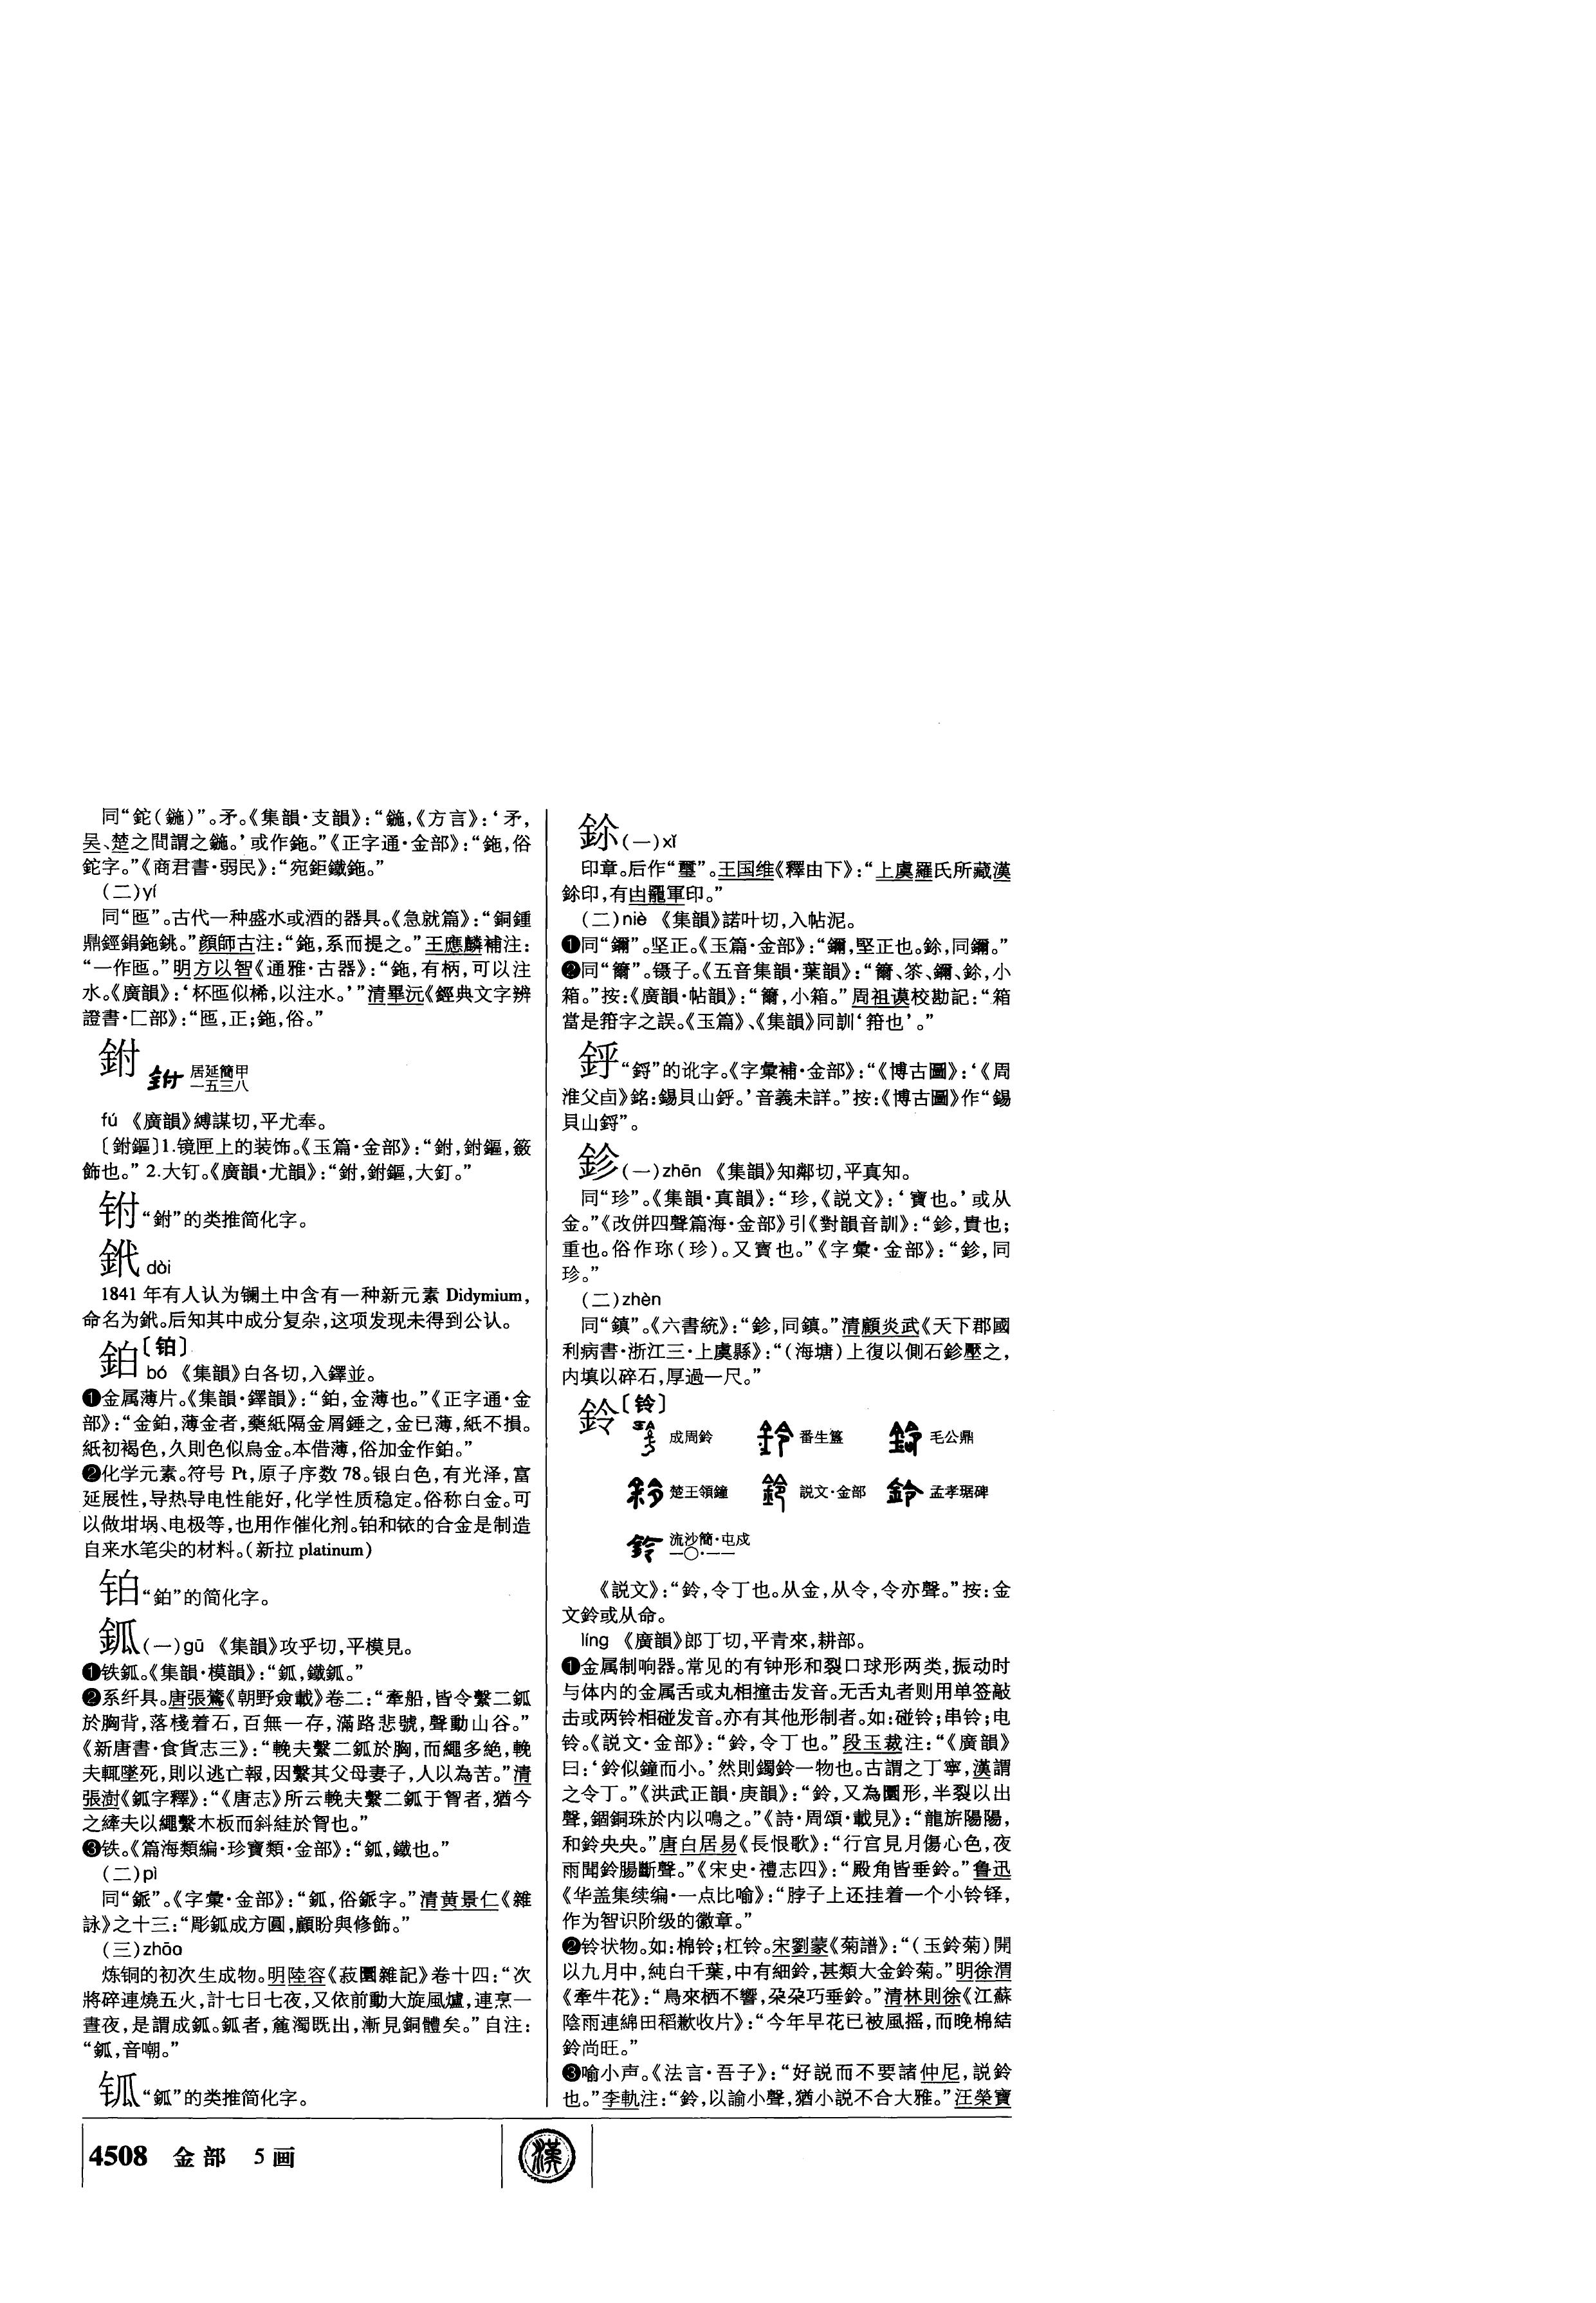 同“鉈(鍦)”。矛。《集韻·支韻》：“鍦，《方言》：‘矛，
吴、楚之間謂之鍦。’或作鉇。”《正字通·金部》：“鉇，俗
鉈字。”《商君書·弱民》：“宛鉅鐵鉇。”
(二)yí
同“匜”。古代一种盛水或酒的器具。《急就篇》：“銅鍾
鼎鋞鋗鉇銚。”顔師古注：“鉇，系而提之。”王應麟補注：
“一作匜。”明方以智《通雅·古器》：“鉇，有柄，可以注
水。《廣韻》：‘杯匜似桸，以注水。’”清畢沅《經典文字辨
證書·匚部》：“匜，正；鉇，俗。”
鉜 居延簡甲
一五三八
fú 《廣韻》縛謀切，平尤奉。
〔鉜鏂〕1.镜匣上的装饰。《玉篇·金部》：“鉜，鉜鏂，籢
飾也。” 2.大钉。《廣韻·尤韻》：“鉜，鉜鏂，大釘。”
“鉜”的类推简化字。
鈛 dòi
1841 年有人认为镧土中含有一种新元素 Didymium，
命名为。后知其中成分复杂，这项发现未得到公认。
鉑〔铂〕
bó 《集韻》白各切，入鐸並。
❶金属薄片。《集韻·鐸韻》：“鉑，金薄也。”《正字通·金
部》：“金鉑，薄金者，藥紙隔金屑錘之，金已薄，紙不損。
紙初褐色，久則色似烏金。本借薄，俗加金作鉑。”
❷化学元素。符号 Pt，原子序数 78。银白色，有光泽，富
延展性，导热导电性能好，化学性质稳定。俗称白金。可
以做坩埚、电极等，也用作催化剂。铂和铱的合金是制造
自来水笔尖的材料。(新拉 platinum)
铂“鉑”的简化字。
鈲(一)gū 《集韻》攻乎切，平模見。
❶铁鈲。《集韻·模韻》：“鈲，鐵鈲。”
❷系纤具。唐張鷟《朝野僉載》卷二：“牽船，皆令繫二鈲
於胸背，落棧着石，百無一存，滿路悲號，聲動山谷。”
《新唐書·食貨志三》：“輓夫繫二鈲於胸，而繩多絶，輓
夫輒墜死，則以逃亡報，因繫其父母妻子，人以為苦。”清
張澍《鈲字釋》：“《唐志》所云輓夫繫二鈲于胷者，猶今
之縴夫以繩繫木板而斜絓於胷也。”
❸铁。《篇海類編·珍寶類·金部》：“鈲，鐵也。”
(二)pì
同“鎃”。《字彙·金部》：“鈲，俗鎃字。”清黄景仁《雜
詠》之十三：“彫鈲成方圓，顧盼與修飾。”
(三)zhāo
炼铜的初次生成物。明陸容《菽園雜記》卷十四：“次
將碎連燒五火，計七日七夜，又依前動大旋風爐，連烹一
晝夜，是謂成鈲。鈲者，麄濁既出，漸見銅體矣。”自注：
“鈲，音嘲。”
“鈲”的类推简化字。
鉩(一)xǐ
印章。后作“璽”。王国维《釋由下》：“上虞羅氏所藏漢
鉩印，有軍印。”
(二)niè 《集韻》諾叶切，入帖泥。
❶同“鑈”。坚正。《玉篇·金部》：“鑈，堅正也。鉩，同鑈。”
❷同“籋”。镊子。《五音集韻·葉韻》：“籋、䇣、鑈、鉩，小
箱。”按：《廣韻·帖韻》：“籋，小箱。”周祖谟校勘記：“箱
當是箝字之誤。《玉篇》、《集韻》同訓‘箝也’。”
鈓“鋝”的讹字。《字彙補·金部》：“《博古圖》：‘《周
淮父卣》銘：錫貝山。’音義未詳。”按：《博古圖》作“錫
貝山鋝”。
鉁(一)zhēn 《集韻》知鄰切，平真知。
同“珍”。《集韻·真韻》：“珍，《説文》：‘寶也。’或从
金。”《改併四聲篇海·金部》引《對韻音訓》：“鉁，貴也；
重也。俗作珎(珍)。又寳也。”《字彙·金部》：“鉁，同
珍。”
(二)zhèn
同“鎮”。《六書統》：“鉁，同鎮。”清顧炎武《天下郡國
利病書·浙江三·上虞縣》：“(海塘)上復以側石鉁壓之，
内填以碎石，厚過一尺。”
鈴〔铃〕
成周鈴 番生簋 毛公鼎
楚王領鐘 説文·金部 孟孝琚碑
流沙簡·屯戍
一〇·一一
《説文》：“鈴，令丁也。从金，从令，令亦聲。”按：金
文鈴或从命。
líng 《廣韻》郎丁切，平青來，耕部。
❶金属制响器。常见的有钟形和裂口球形两类，振动时
与体内的金属舌或丸相撞击发音。无舌丸者则用单签敲
击或两铃相碰发音。亦有其他形制者。如：碰铃；串铃；电
铃。《説文·金部》：“鈴，令丁也。”段玉裁注：“《廣韻》
曰：‘鈴似鐘而小。’然則鐲鈴一物也。古謂之丁寧，漢謂
之令丁。”《洪武正韻·庚韻》：“鈴，又為圜形，半裂以出
聲，錮銅珠於内以鳴之。”《詩·周頌·載見》：“龍旂陽陽，
和鈴央央。”唐白居易《長恨歌》：“行宫見月傷心色，夜
雨聞鈴腸斷聲。”《宋史·禮志四》：“殿角皆垂鈴。”鲁迅
《华盖集续编·一点比喻》：“脖子上还挂着一个小铃铎，
作为智识阶级的徽章。”
❷铃状物。如：棉铃；杠铃。宋劉蒙《菊譜》：“(玉鈴菊)開
以九月中，純白千葉，中有細鈴，甚類大金鈴菊。”明徐渭
《牽牛花》：“鳥來栖不響，朶朶巧垂鈴。”清林則徐《江蘇
陰雨連綿田稻歉收片》：“今年早花已被風摇，而晚棉結
鈴尚旺。”
❸喻小声。《法言·吾子》：“好説而不要諸仲尼，説鈴
也。”李軌注：“鈴，以諭小聲，猶小説不合大雅。”汪榮寶
4508 金部 5画
漢